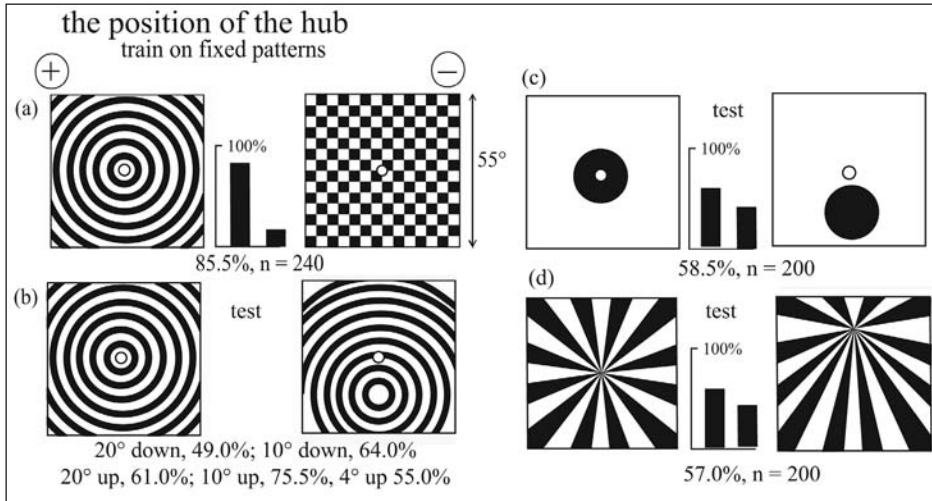 the position of the hub
train on fixed patterns
+
−
(a)
100%
55°
85.5%, n = 240
(b)
test
20° down, 49.0%; 10° down, 64.0%
20° up, 61.0%; 10° up, 75.5%, 4° up 55.0%
(c)
test
100%
58.5%, n = 200
(d)
test
100%
57.0%, n = 200